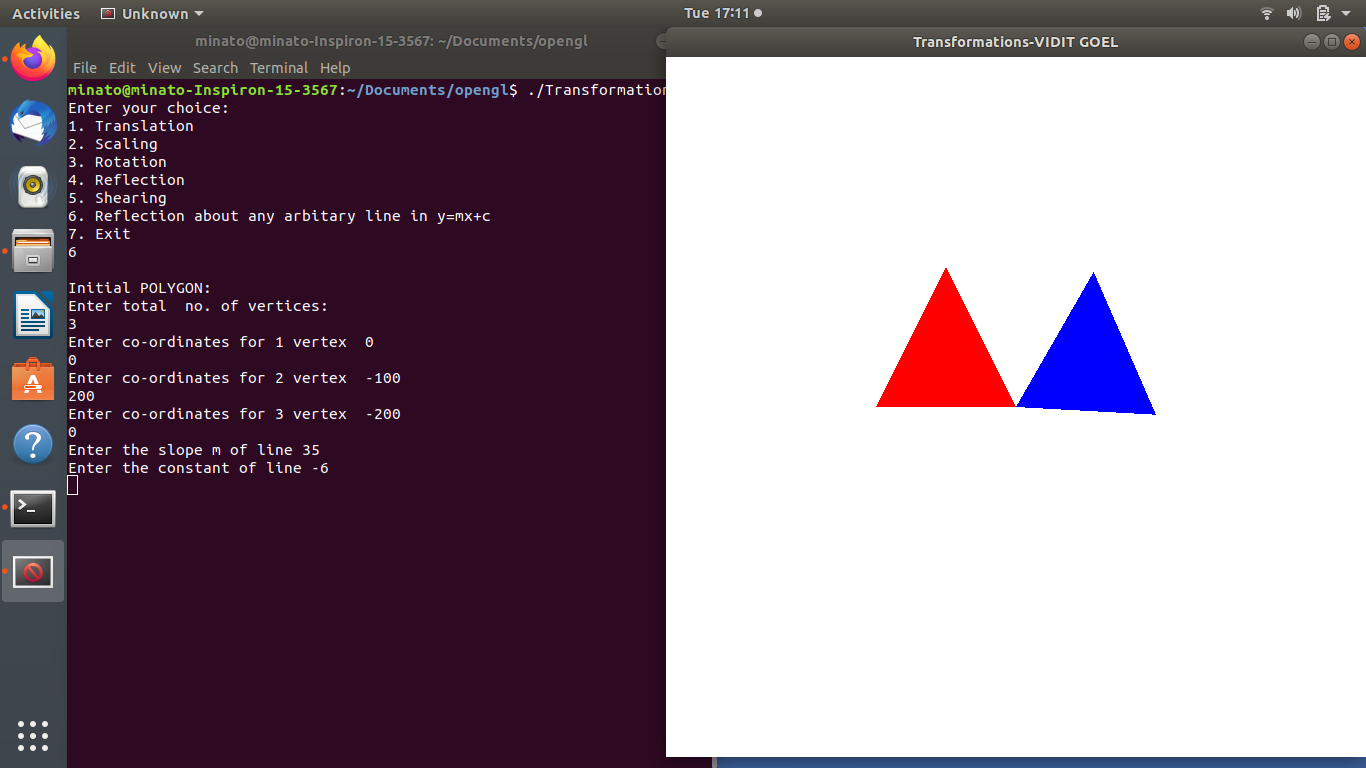 Activities Unknown Tue 17:11
minato@minato-Inspiron-15-3567: ~/Documents/opengl
File Edit View Search Terminal Help
minato@minato-Inspiron-15-3567:~/Documents/opengl$ ./Transformation
Enter your choice:
1. Translation
2. Scaling
3. Rotation
4. Reflection
5. Shearing
6. Reflection about any arbitary line in y=mx+c
7. Exit
6
Initial POLYGON:
Enter total  no. of vertices:
3
Enter co-ordinates for 1 vertex  0
0
Enter co-ordinates for 2 vertex  -100
200
Enter co-ordinates for 3 vertex  -200
0
Enter the slope m of line 35
Enter the constant of line -6
Transformations-VIDIT GOEL